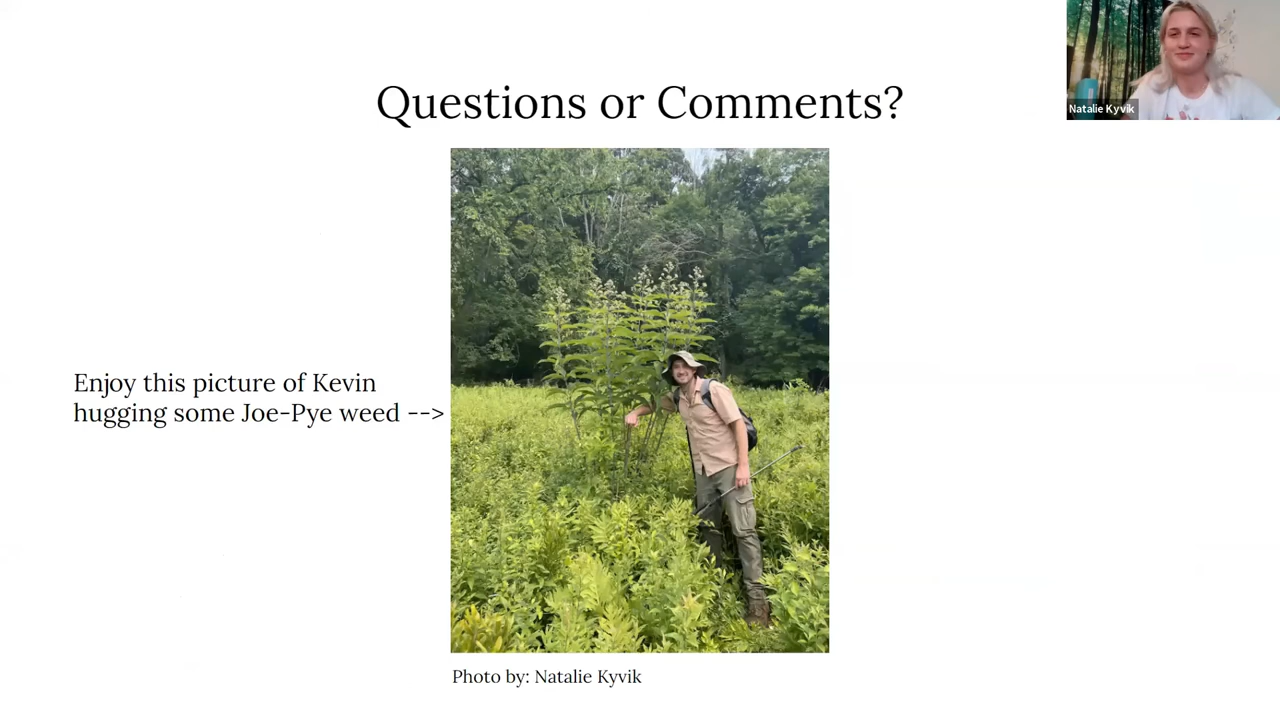 Questions or Comments?
Natalie Kyvik
Enjoy this picture of Kevin
hugging some Joe-Pye weed -->
Photo by: Natalie Kyvik